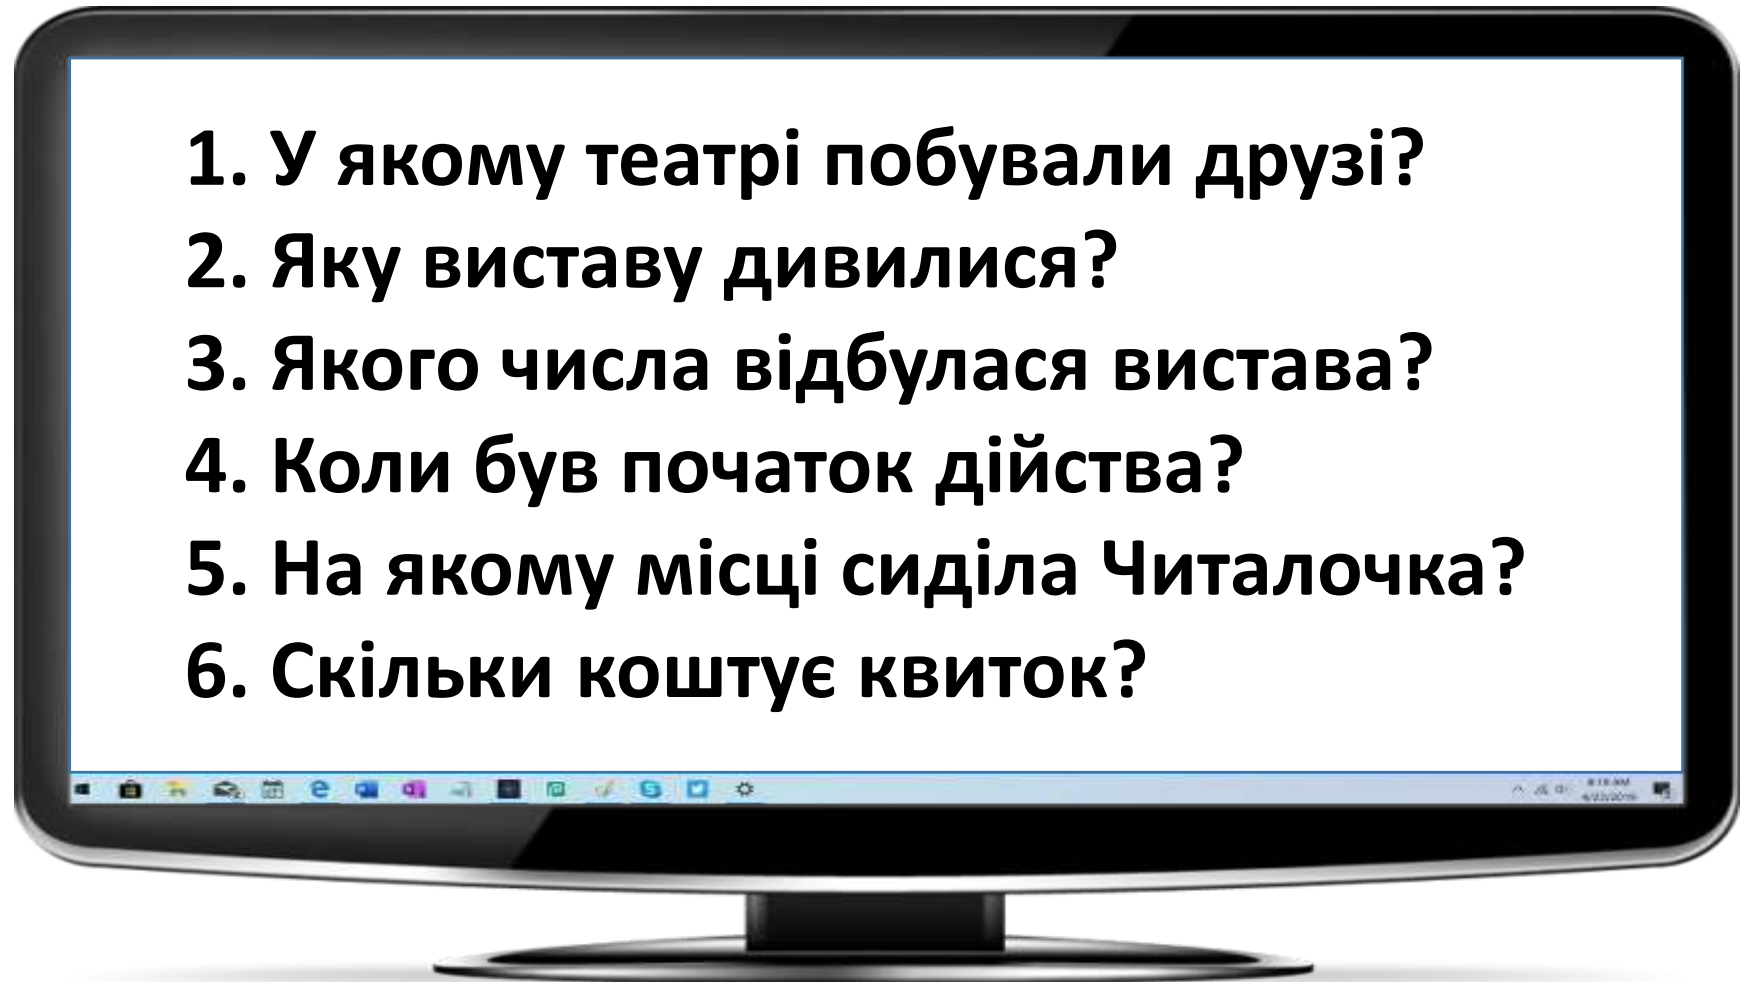 1. У якому театрі побували друзі?
2. Яку виставу дивилися?
3. Якого числа відбулася вистава?
4. Коли був початок дійства?
5. На якому місці сиділа Читалочка?
6. Скільки коштує квиток?